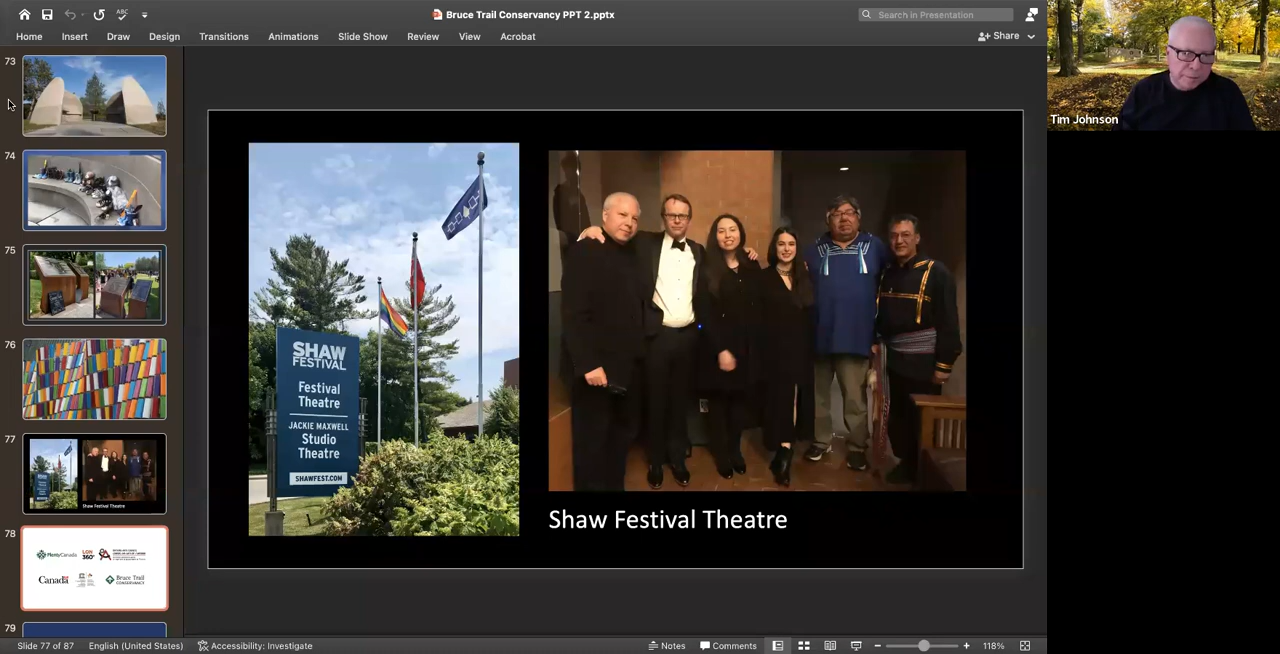 ABC
Bruce Trail Conservancy PPT 2.pptx
Search in Presentation
Home Insert Draw Design Transitions Animations Slide Show Review View Acrobat
Share
Tim Johnson
73
74
75
76
77
Shaw Festival Theatre
78
Canada
Bruce Trail
CONSERVANCY
LGN
360°
79
SHAW
FESTIVAL
Festival
Theatre
JACKIE MAXWELL
Studio
Theatre
SHAWFEST.COM
Shaw Festival Theatre
Slide 77 of 87 English (United States) Accessibility: Investigate
Notes Comments 118%